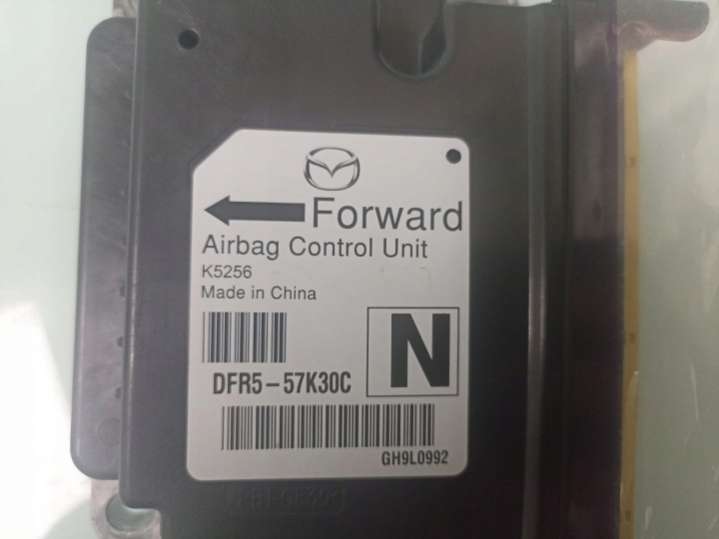 Forward
Airbag Control Unit
K5256
Made in China
N
DFR5-57K30C
GH9L0992